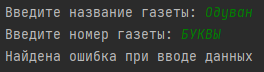 Введите название газеты: Одуван
Введите номер газеты: БУКВЫ
Найдена ошибка при вводе данных